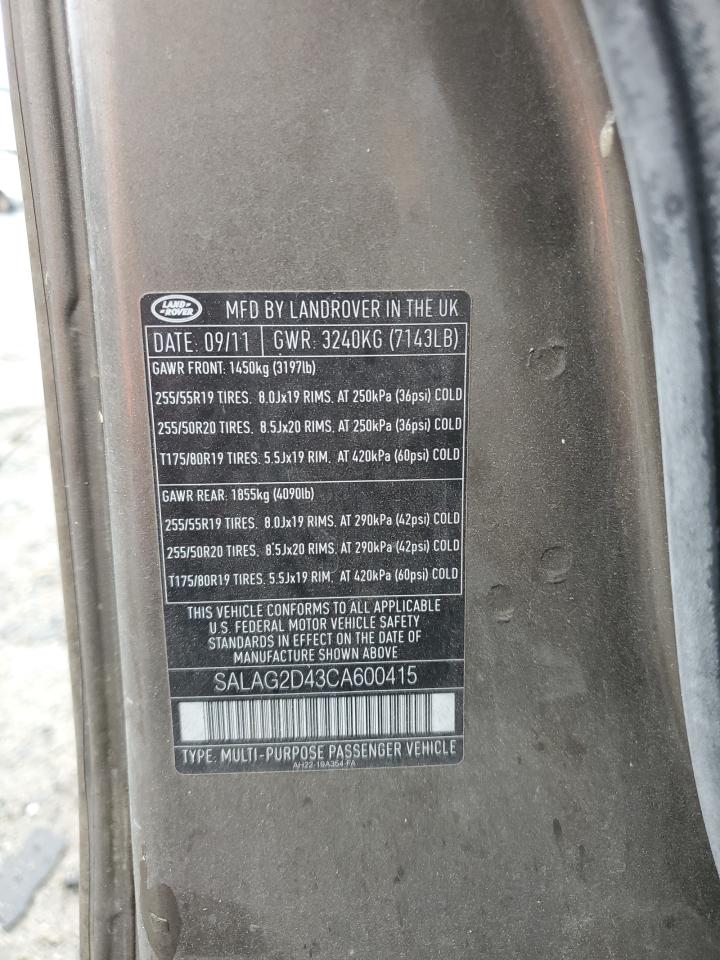 LAND-
-ROVER
MFD BY LANDROVER IN THE UK
DATE: 09/11
GWR: 3240KG (7143LB)
GAWR FRONT: 1450kg (3197lb)
255/55R19 TIRES. 8.0Jx19 RIMS. AT 250kPa (36psi) COLD
255/50R20 TIRES. 8.5Jx20 RIMS. AT 250kPa (36psi) COLD
T175/80R19 TIRES. 5.5Jx19 RIM. AT 420kPa (60psi) COLD
GAWR REAR: 1855kg (4090lb)
255/55R19 TIRES. 8.0Jx19 RIMS. AT 290kPa (42psi) COLD
255/50R20 TIRES. 8.5Jx20 RIMS. AT 290kPa (42psi) COLD
T175/80R19 TIRES. 5.5Jx19 RIM. AT 420kPa (60psi) COLD
THIS VEHICLE CONFORMS TO ALL APPLICABLE
U.S. FEDERAL MOTOR VEHICLE SAFETY
STANDARDS IN EFFECT ON THE DATE OF
MANUFACTURE SHOWN ABOVE
SALAG2D43CA600415
TYPE: MULTI-PURPOSE PASSENGER VEHICLE
AH22-19A354-FA